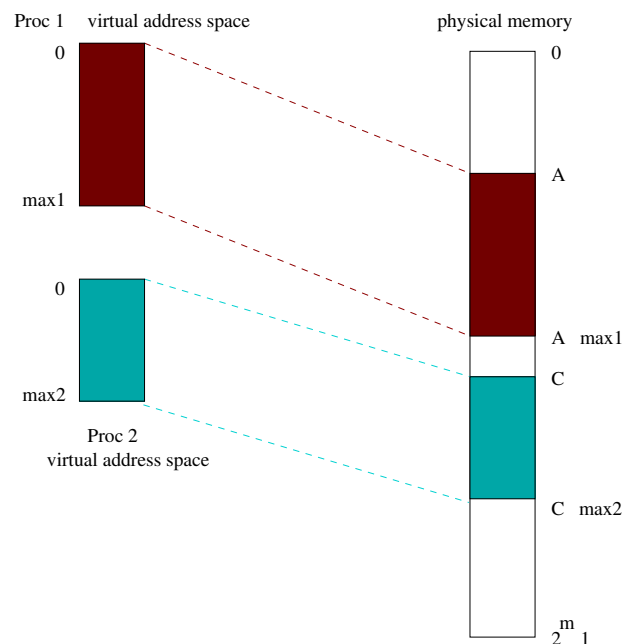 Proc 1 virtual address space
physical memory
0
0
A
max1
0
A max1
C
max2
Proc 2
virtual address space
C max2
2 m 1